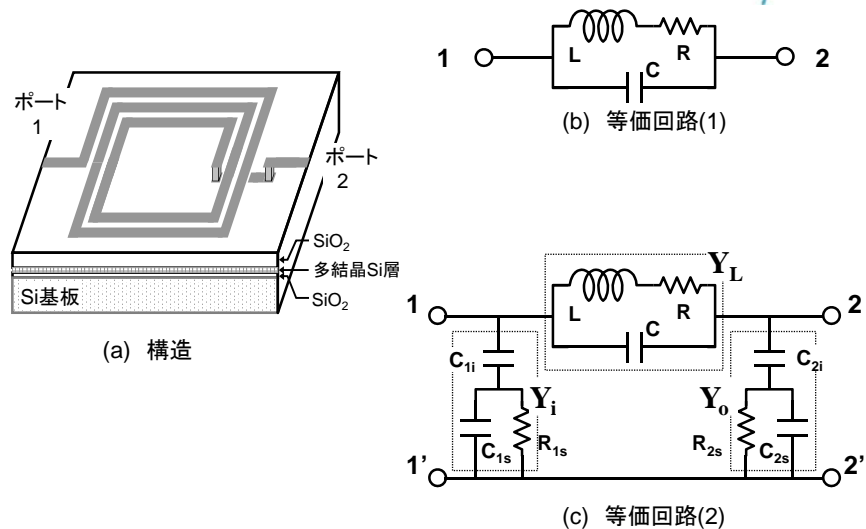 ポート
1
ポート
2
SiO₂
多結晶Si層
SiO₂
Si基板
(a) 構造
1
2
L
R
C
(b) 等価回路(1)
Y_L
1
2
L
R
C
C₁ᵢ
C₂ᵢ
Yᵢ
Yₒ
C₁ₛ
R₁ₛ
R₂ₛ
C₂ₛ
1'
2'
(c) 等価回路(2)